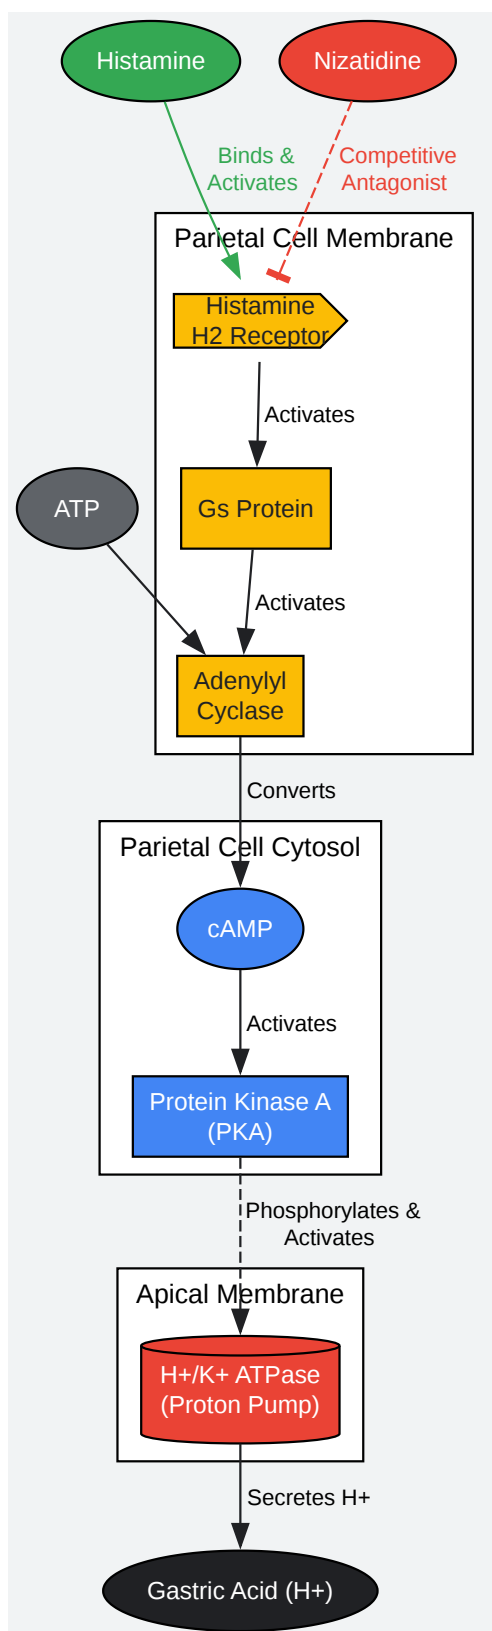 Histamine
Nizatidine
Binds &
Activates
Competitive
Antagonist
Parietal Cell Membrane
Histamine
H2 Receptor
Activates
ATP
Gs Protein
Activates
Adenylyl
Cyclase
Converts
Parietal Cell Cytosol
cAMP
Activates
Protein Kinase A
(PKA)
Phosphorylates &
Activates
Apical Membrane
H+/K+ ATPase
(Proton Pump)
Secretes H+
Gastric Acid (H+)